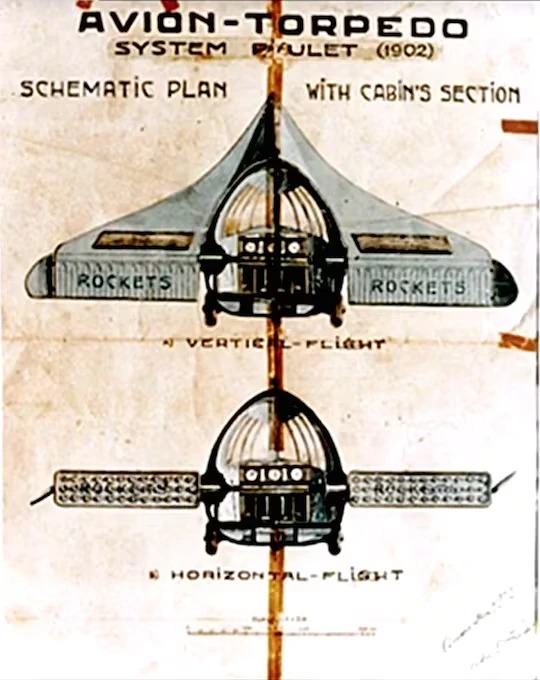 AVION-TORPEDO
SYSTEM PAULET (1902)
SCHEMATIC PLAN WITH CABIN'S SECTION
ROCKETS ROCKETS
A) VERTICAL-FLIGHT
B) HORIZONTAL-FLIGHT